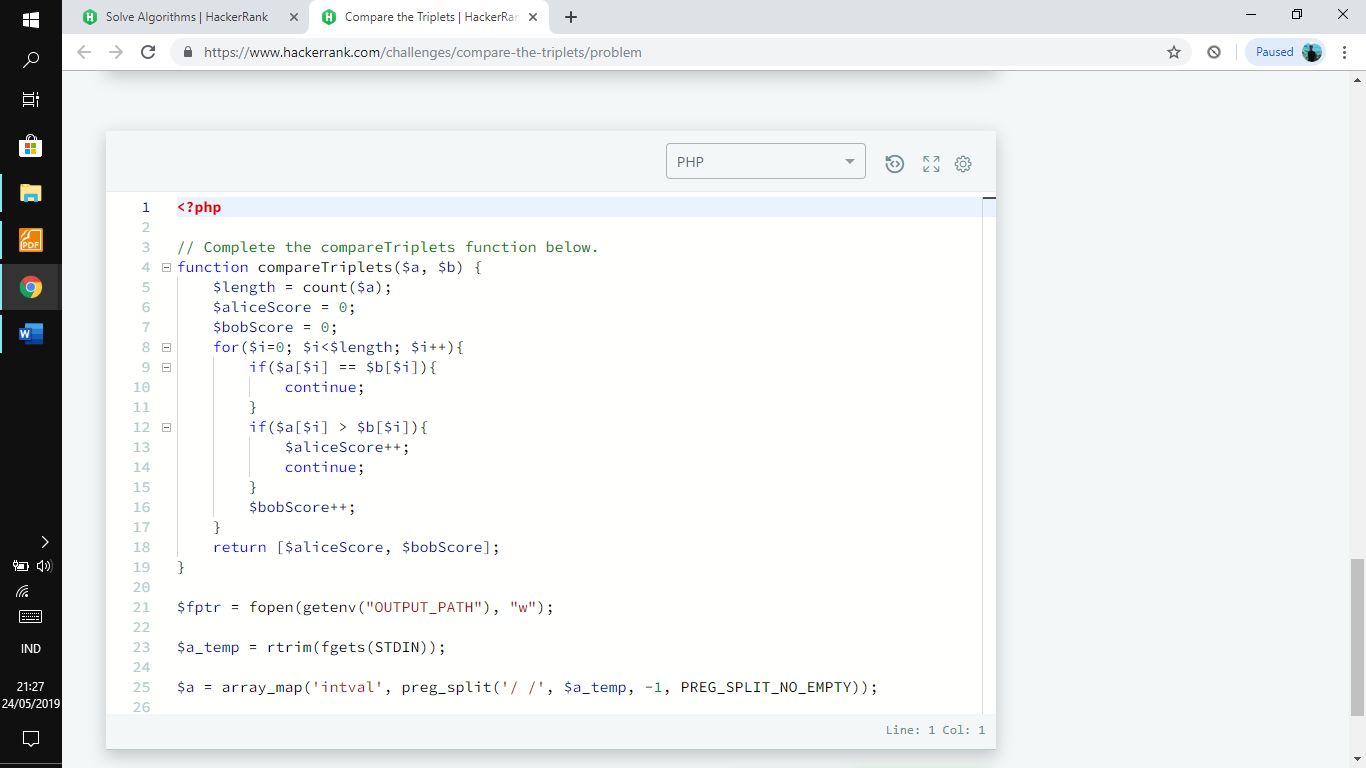 Solve Algorithms | HackerRank
Compare the Triplets | HackerRan
https://www.hackerrank.com/challenges/compare-the-triplets/problem
Paused
PHP
1 <?php
2
3 // Complete the compareTriplets function below.
4 function compareTriplets($a, $b) {
5 $length = count($a);
6 $aliceScore = 0;
7 $bobScore = 0;
8 for($i=0; $i<$length; $i++){
9 if($a[$i] == $b[$i]){
10 continue;
11 }
12 if($a[$i] > $b[$i]){
13 $aliceScore++;
14 continue;
15 }
16 $bobScore++;
17 }
18 return [$aliceScore, $bobScore];
19 }
20
21 $fptr = fopen(getenv("OUTPUT_PATH"), "w");
22
23 $a_temp = rtrim(fgets(STDIN));
24
25 $a = array_map('intval', preg_split('/ /', $a_temp, -1, PREG_SPLIT_NO_EMPTY));
26
Line: 1 Col: 1
PDF
W
IND
21:27
24/05/2019